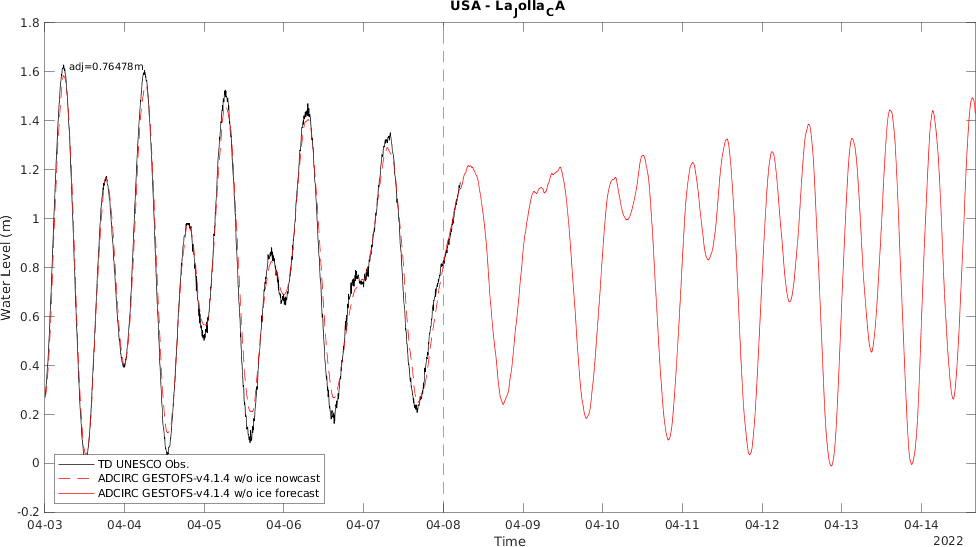 USA - LaJollaCA
adj=0.76478m
Water Level (m)
1.8
1.6
1.4
1.2
1
0.8
0.6
0.4
0.2
0
-0.2
TD UNESCO Obs.
ADCIRC GESTOFS-v4.1.4 w/o ice nowcast
ADCIRC GESTOFS-v4.1.4 w/o ice forecast
04-03 04-04 04-05 04-06 04-07 04-08 04-09 04-10 04-11 04-12 04-13 04-14
Time
2022